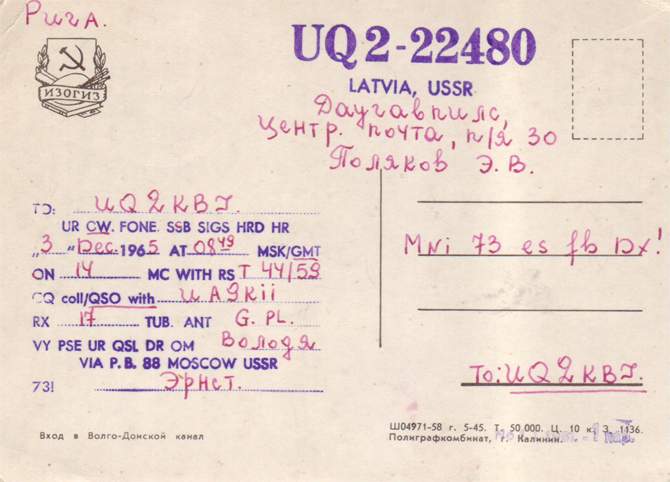 Рига.
ИЗОГИЗ
UQ2-22480
LATVIA, USSR
Даугавпилс,
Центр. почта, п/я 30
Поляков Э. В.
TO: UQ2KBJ.
UR CW. FONE. SSB SIGS HRD HR
„3 " Dec. 1965 AT 0849 MSK/GMT
ON 14 MC WITH RS T 44/59
CQ coll/QSO with UA9Kii
RX 17 TUB. ANT G. PL.
VY PSE UR QSL DR OM Володя
VIA P. B. 88 MOSCOW USSR
73! Эрнст.
Mni 73 es fb Dx!
To: UQ2KBJ.
Вход в Волго-Донской канал
Ш04971-58 г. 5-45. Т. 50 000. Ц. 10 к. З. 1136.
Полиграфкомбинат, г. Калинин.